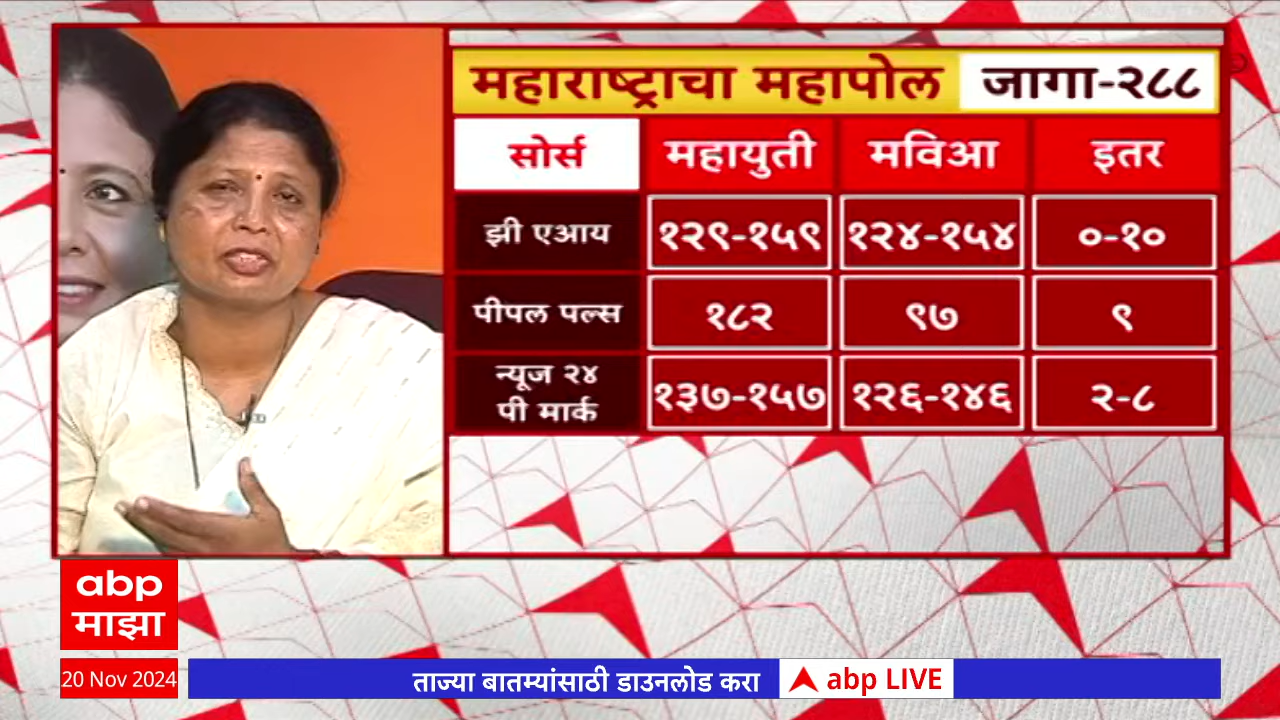 महाराष्ट्राचा महापोल जागा-२८८
सोर्स महायुती मविआ इतर
झी एआय १२९-१५९ १२४-१५४ ०-१०
पीपल पल्स १८२ ९७ ९
न्यूज २४
पी मार्क १३७-१५७ १२६-१४६ २-८
abp
माझा
20 Nov 2024
ताज्या बातम्यांसाठी डाउनलोड करा abp LIVE